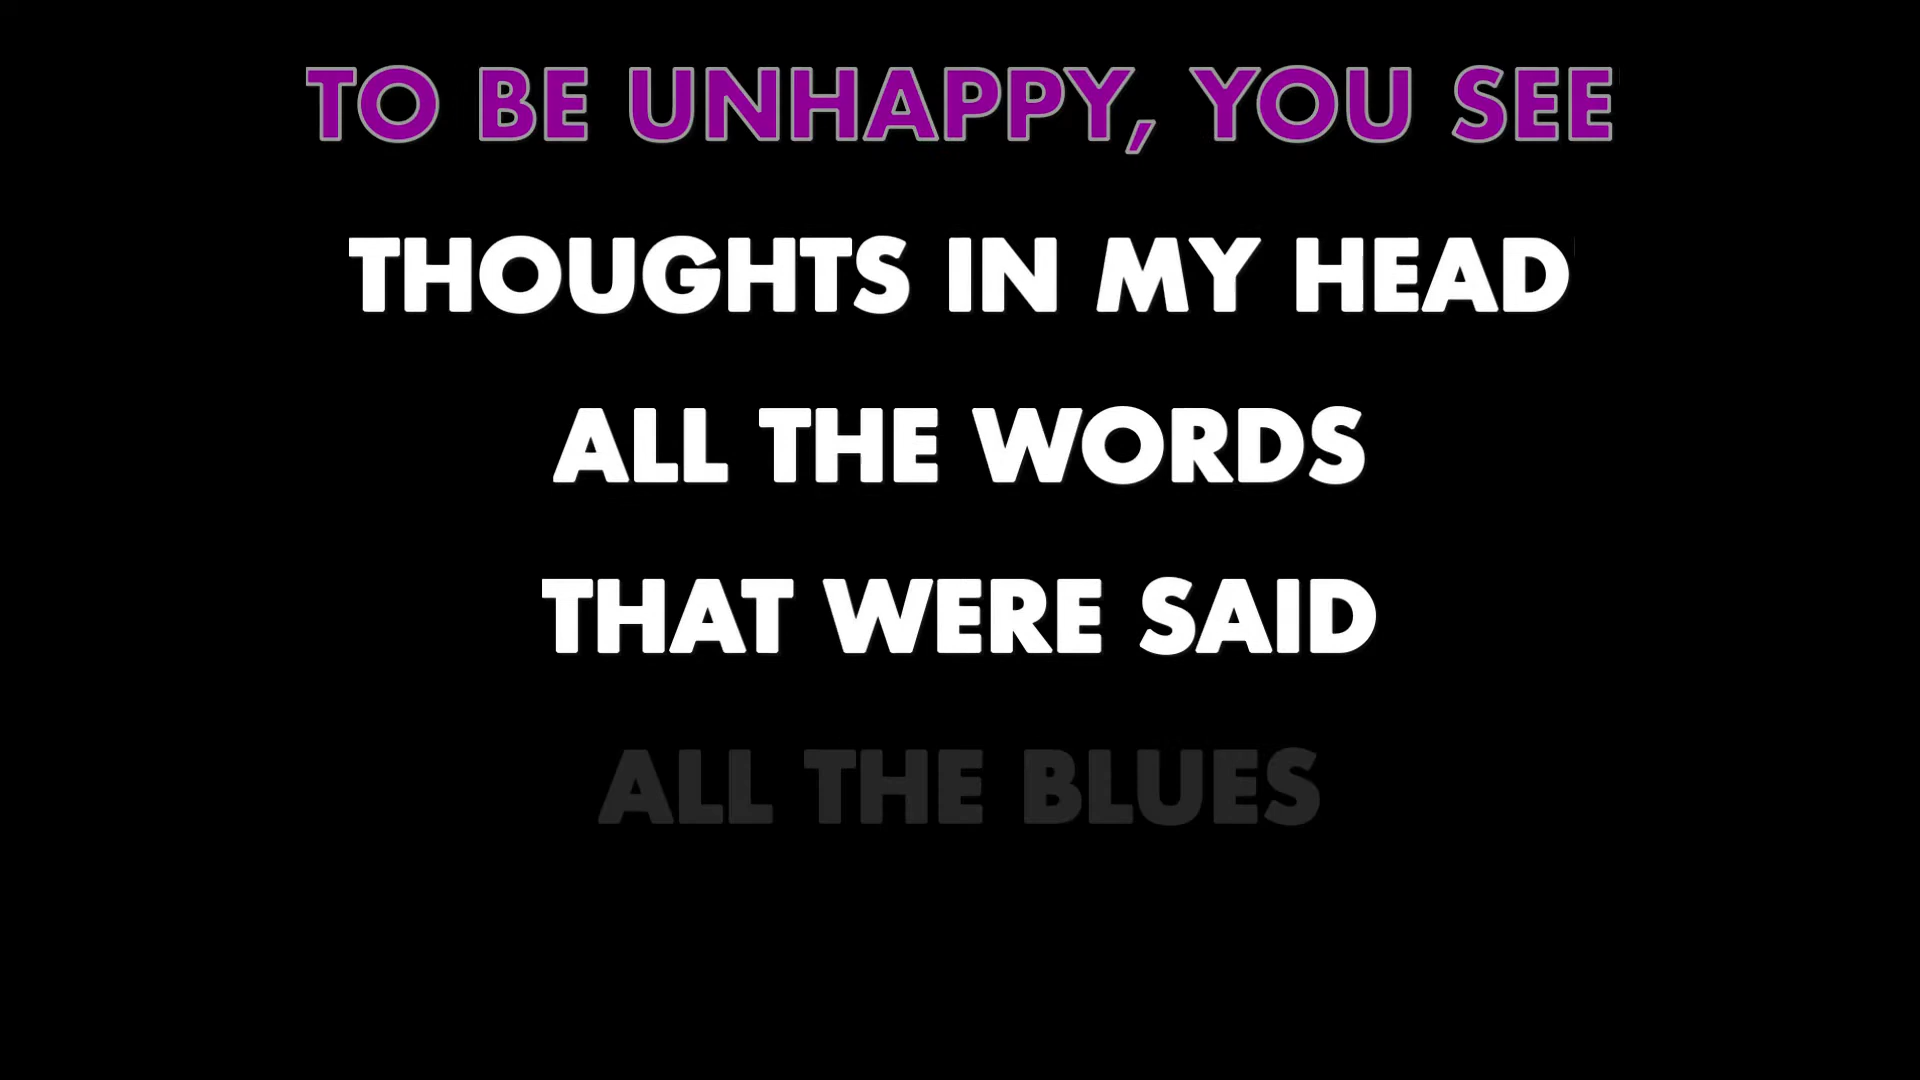 TO BE UNHAPPY, YOU SEE
THOUGHTS IN MY HEAD
ALL THE WORDS
THAT WERE SAID
ALL THE BLUES